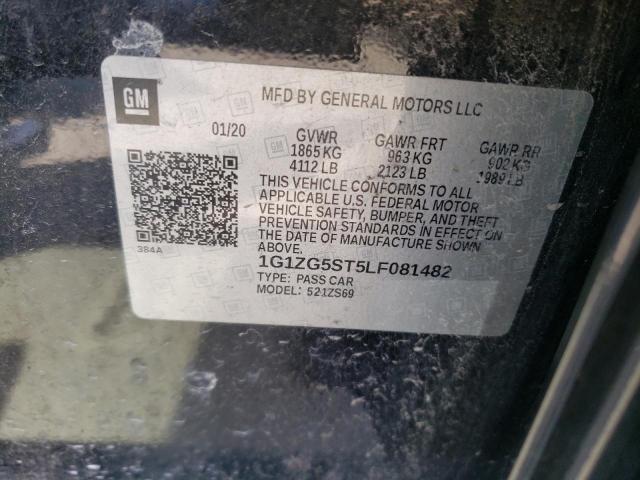 GM
MFD BY GENERAL MOTORS LLC
01/20 GVWR GAWR FRT GAWR RR
1865 KG 963 KG 902 KG
4112 LB 2123 LB 1989 LB
THIS VEHICLE CONFORMS TO ALL
APPLICABLE U.S. FEDERAL MOTOR
VEHICLE SAFETY, BUMPER, AND THEFT
PREVENTION STANDARDS IN EFFECT ON
THE DATE OF MANUFACTURE SHOWN
ABOVE.
384A
1G1ZG5ST5LF081482
TYPE: PASS CAR
MODEL: 521ZS69